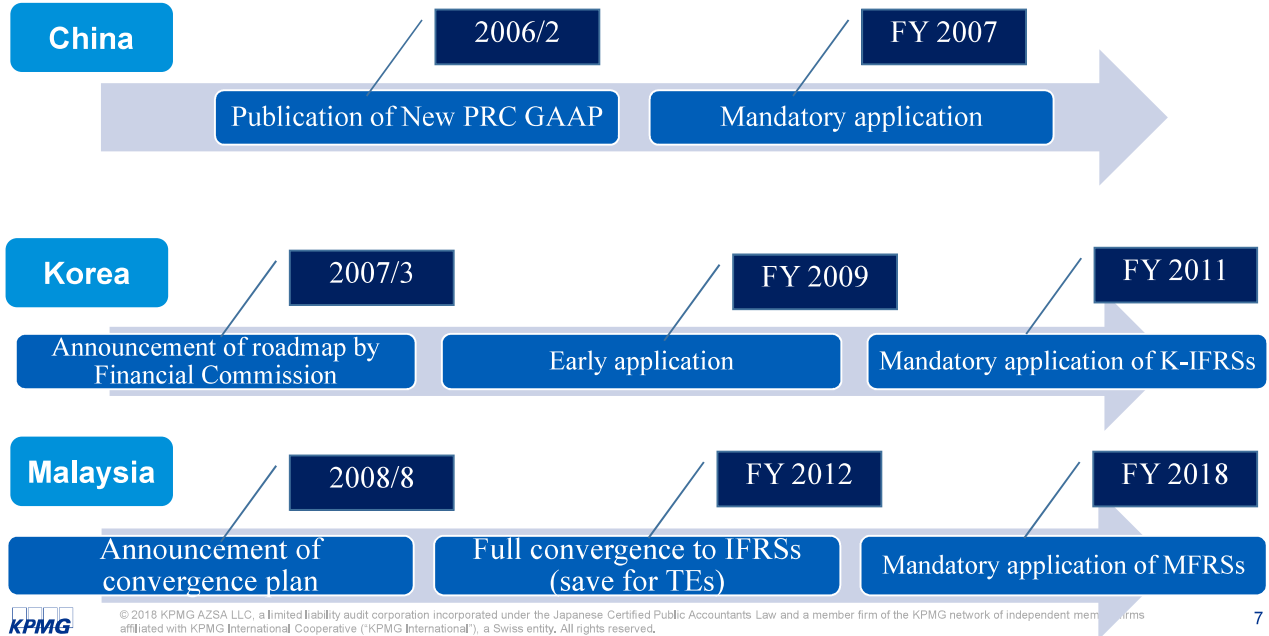 China
2006/2
FY 2007
Publication of New PRC GAAP
Mandatory application
Korea
2007/3
FY 2009
FY 2011
Announcement of roadmap by
Financial Commission
Early application
Mandatory application of K-IFRSs
Malaysia
2008/8
FY 2012
FY 2018
Announcement of
convergence plan
Full convergence to IFRSs
(save for TEs)
Mandatory application of MFRSs
KPMG
© 2018 KPMG AZSA LLC, a limited liability audit corporation incorporated under the Japanese Certified Public Accountants Law and a member firm of the KPMG network of independent mem rms
affiliated with KPMG International Cooperative ("KPMG International"), a Swiss entity. All rights reserved.
7